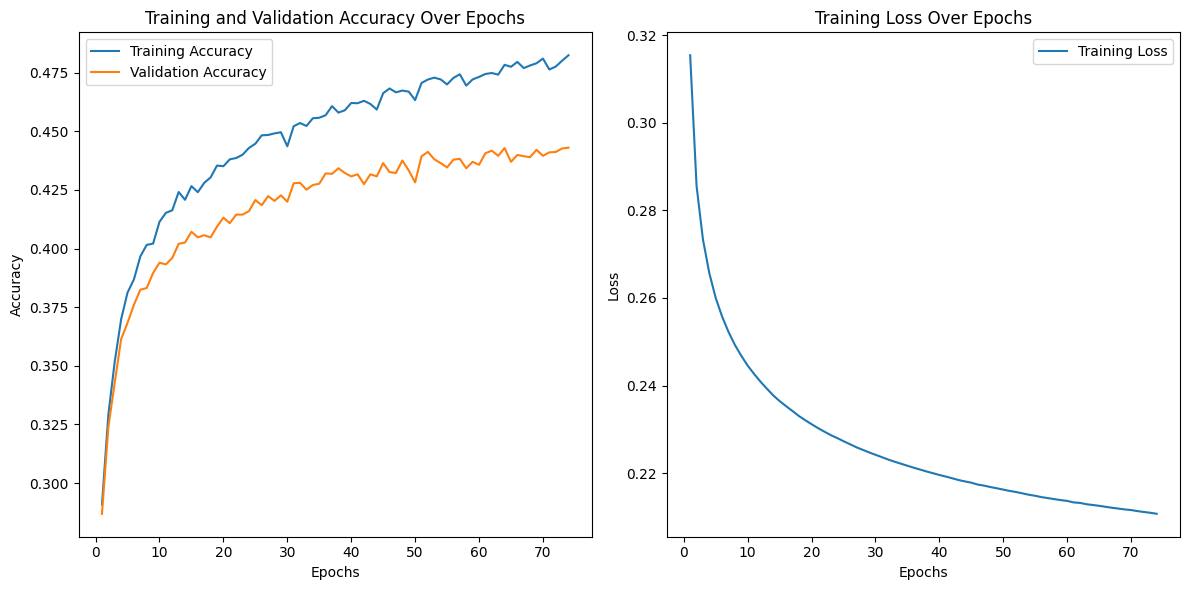 Training and Validation Accuracy Over Epochs
Training Accuracy
Validation Accuracy
0.475
0.450
0.425
0.400
0.375
0.350
0.325
0.300
Accuracy
0 10 20 30 40 50 60 70
Epochs
Training Loss Over Epochs
Training Loss
0.32
0.30
0.28
0.26
0.24
0.22
Loss
0 10 20 30 40 50 60 70
Epochs